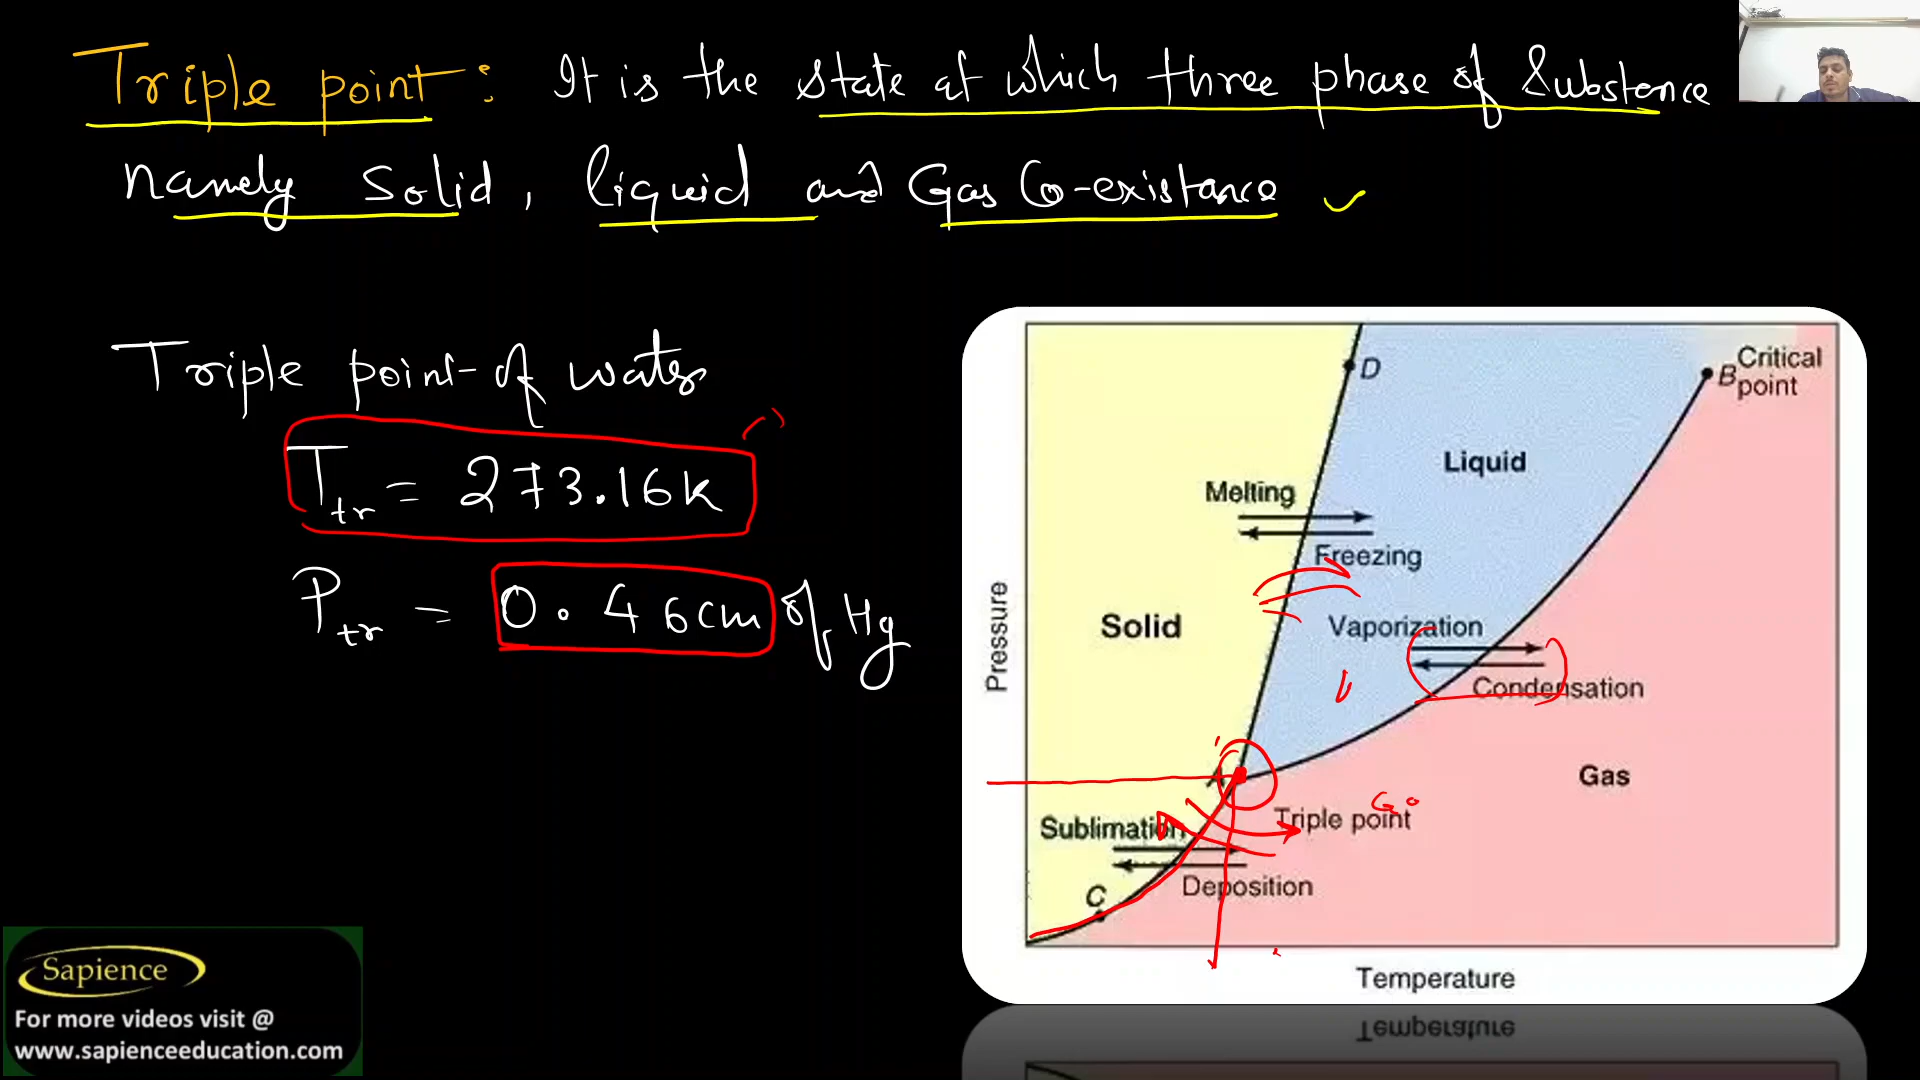 Triple point : It is the state at which three phase of Substance
namely solid, liquid and Gas Co-existance
Triple point of water
Ttr = 273.16k
Ptr = 0.46cm of Hg
D
B Critical point
Liquid
Melting
Freezing
Solid
Vaporization
Condensation
Pressure
A
Gas
Triple point
Sublimation
Deposition
C
Temperature
Temperature
Sapience
For more videos visit @
www.sapienceeducation.com